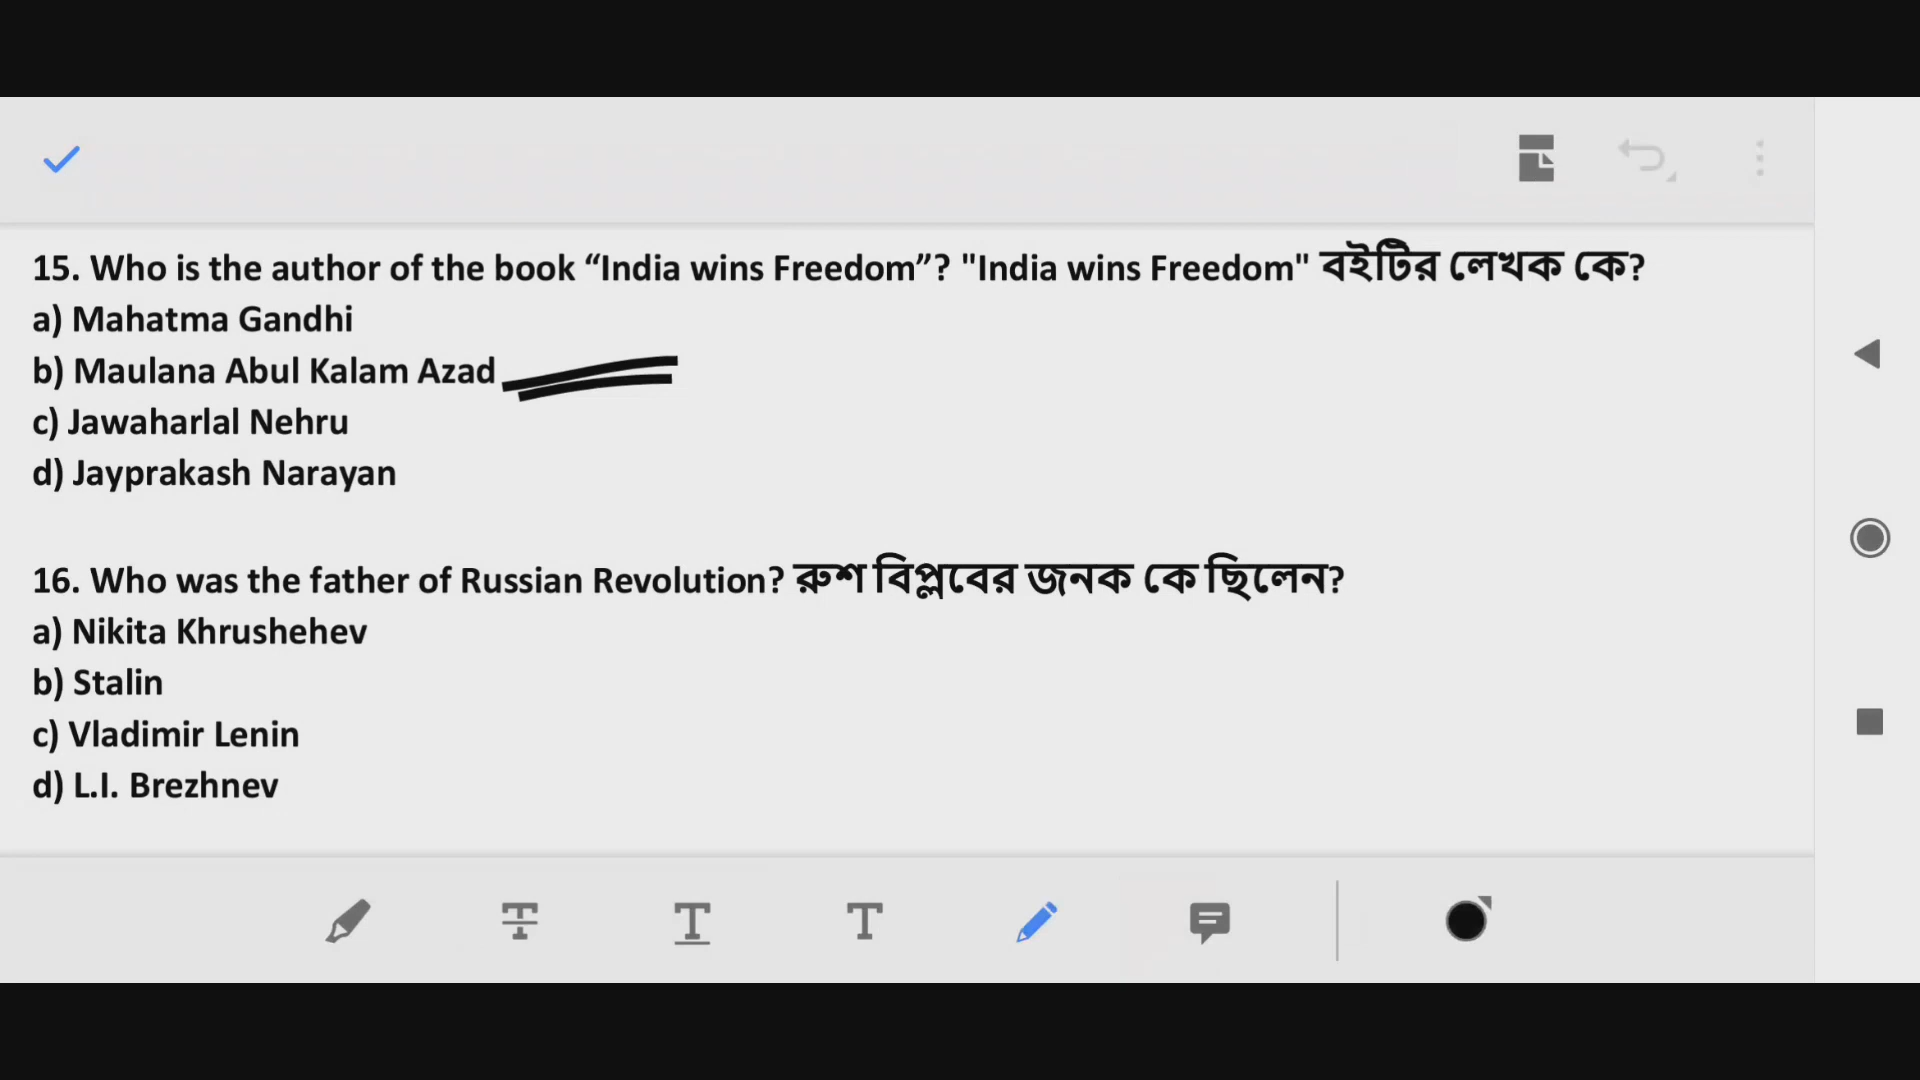 15. Who is the author of the book “India wins Freedom”? "India wins Freedom" বইটির লেখক কে?
a) Mahatma Gandhi
b) Maulana Abul Kalam Azad
c) Jawaharlal Nehru
d) Jayprakash Narayan
16. Who was the father of Russian Revolution? রুশ বিপ্লবের জনক কে ছিলেন?
a) Nikita Khrushehev
b) Stalin
c) Vladimir Lenin
d) L.I. Brezhnev